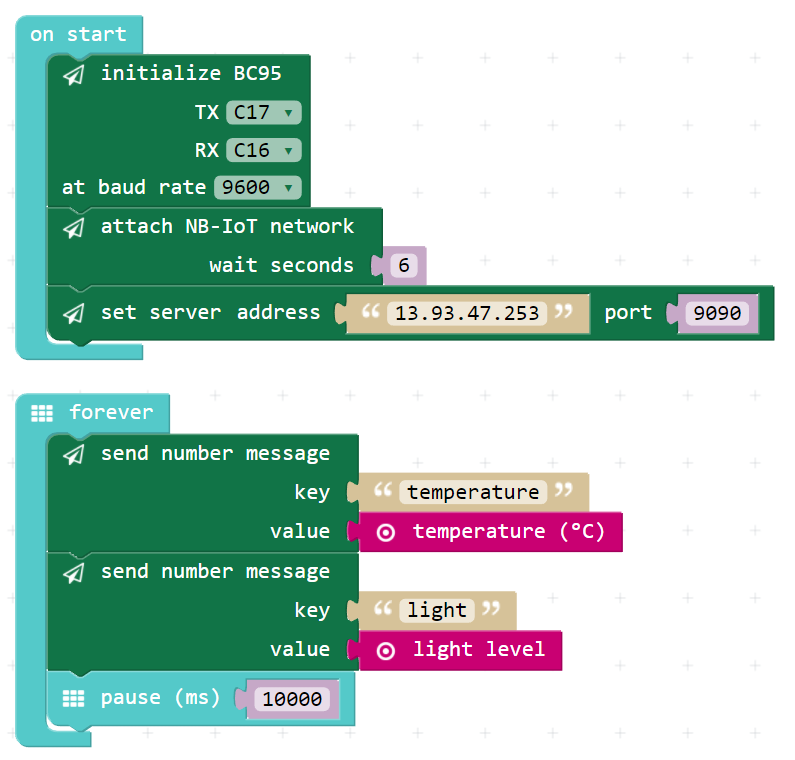 on start
initialize BC95
TX C17
RX C16
at baud rate 9600
attach NB-IoT network
wait seconds 6
set server address “ 13.93.47.253 ” port 9090
forever
send number message
key “ temperature ”
value temperature (°C)
send number message
key “ light ”
value light level
pause (ms) 10000